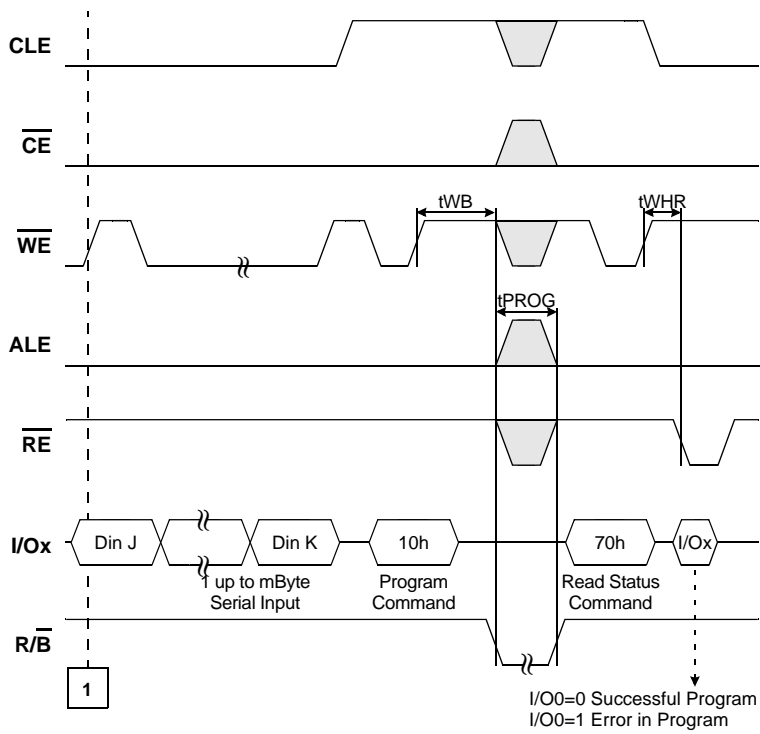 CLE
CE
tWB
tWHR
WE
tPROG
ALE
RE
I/Ox
Din J
Din K
10h
70h
I/Ox
1 up to mByte
Serial Input
Program
Command
Read Status
Command
R/B
1
I/O0=0 Successful Program
I/O0=1 Error in Program